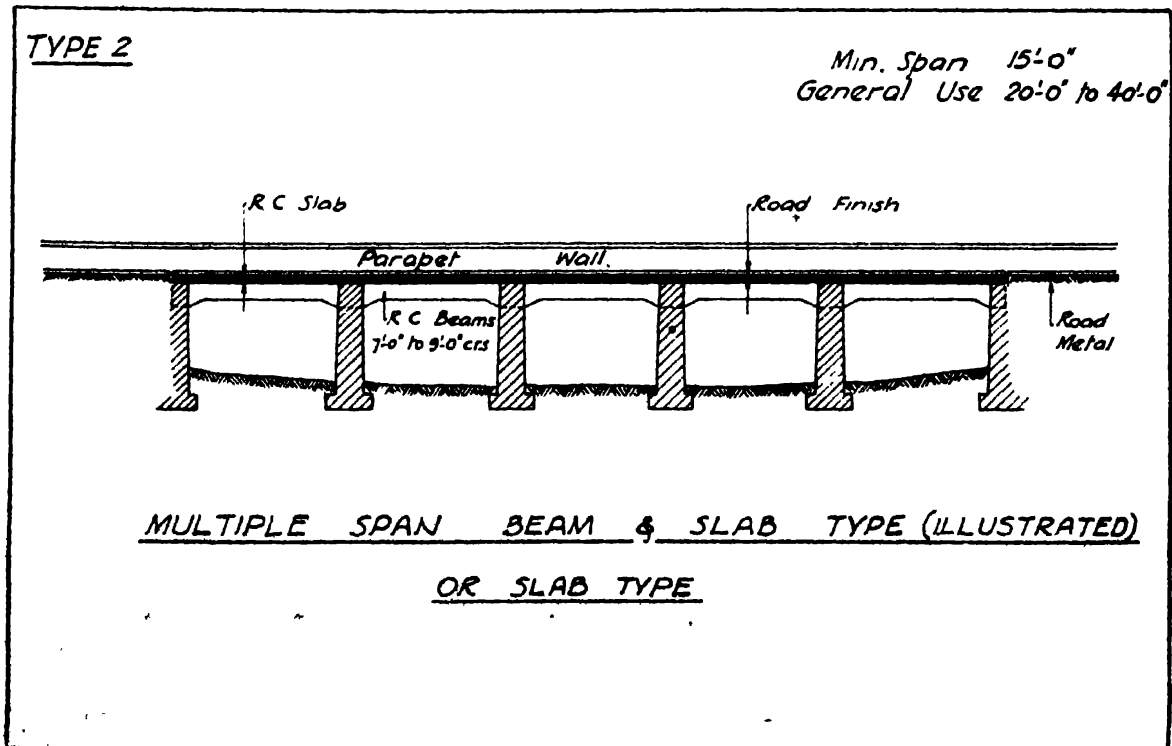 TYPE 2
Min. Span 15'-0"
General Use 20'-0" to 40'-0"
R C Slab
Road Finish
Parapet Wall.
R C Beams
7'-0" to 9'-0" crs
Road
Metal
MULTIPLE SPAN BEAM & SLAB TYPE (ILLUSTRATED)
OR SLAB TYPE